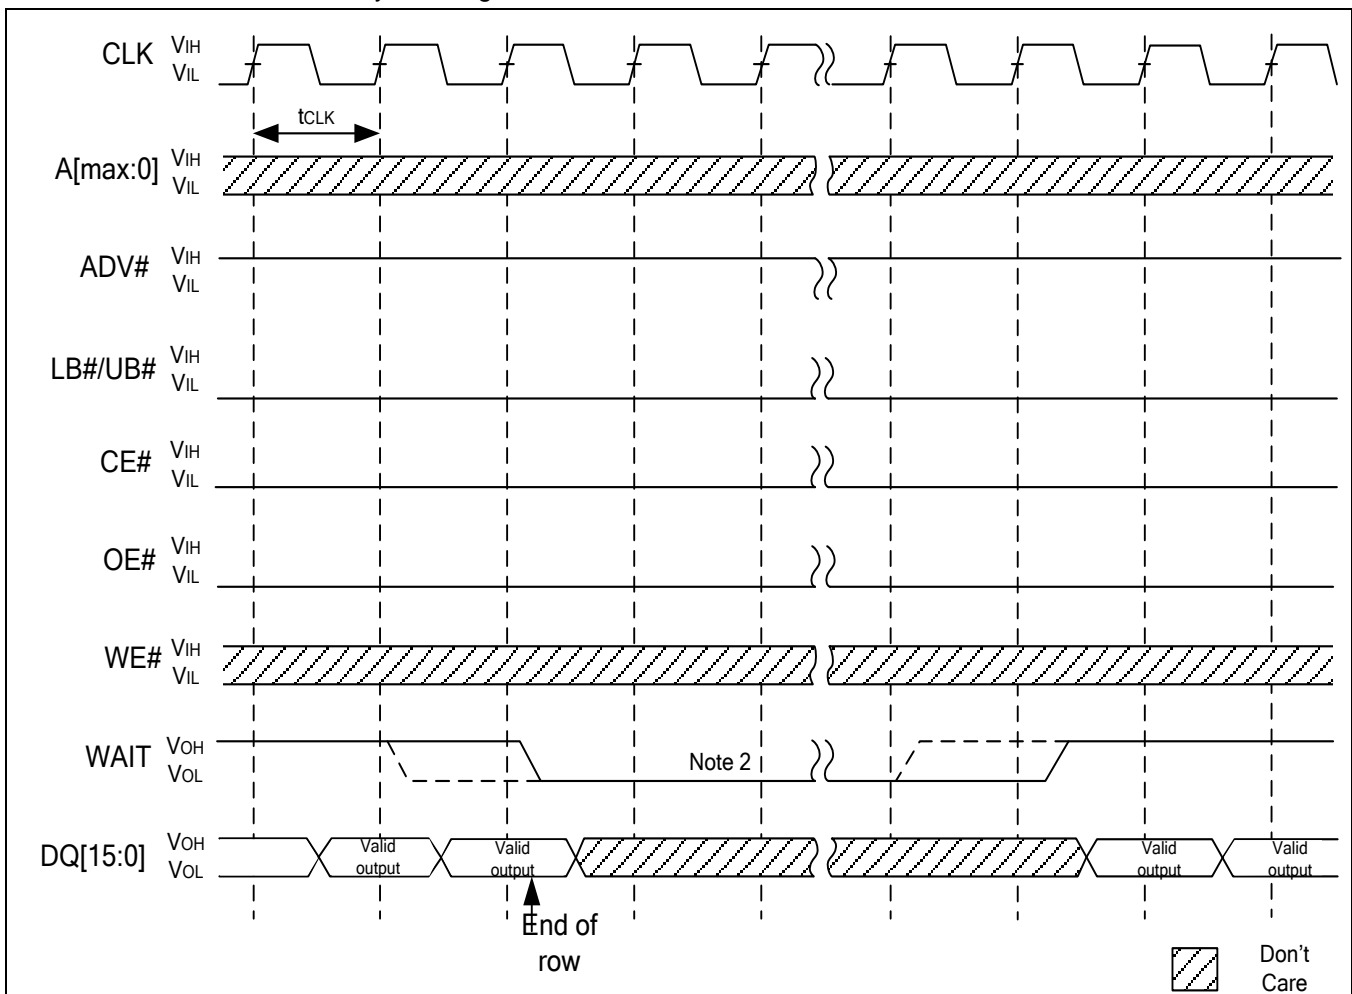 CLK VIH
VIL
tCLK
A[max:0] VIH
VIL
ADV# VIH
VIL
LB#/UB# VIH
VIL
CE# VIH
VIL
OE# VIH
VIL
WE# VIH
VIL
WAIT VOH
VOL
Note 2
DQ[15:0] VOH
VOL
Valid
output
Valid
output
Valid
output
Valid
output
End of
row
Don't
Care